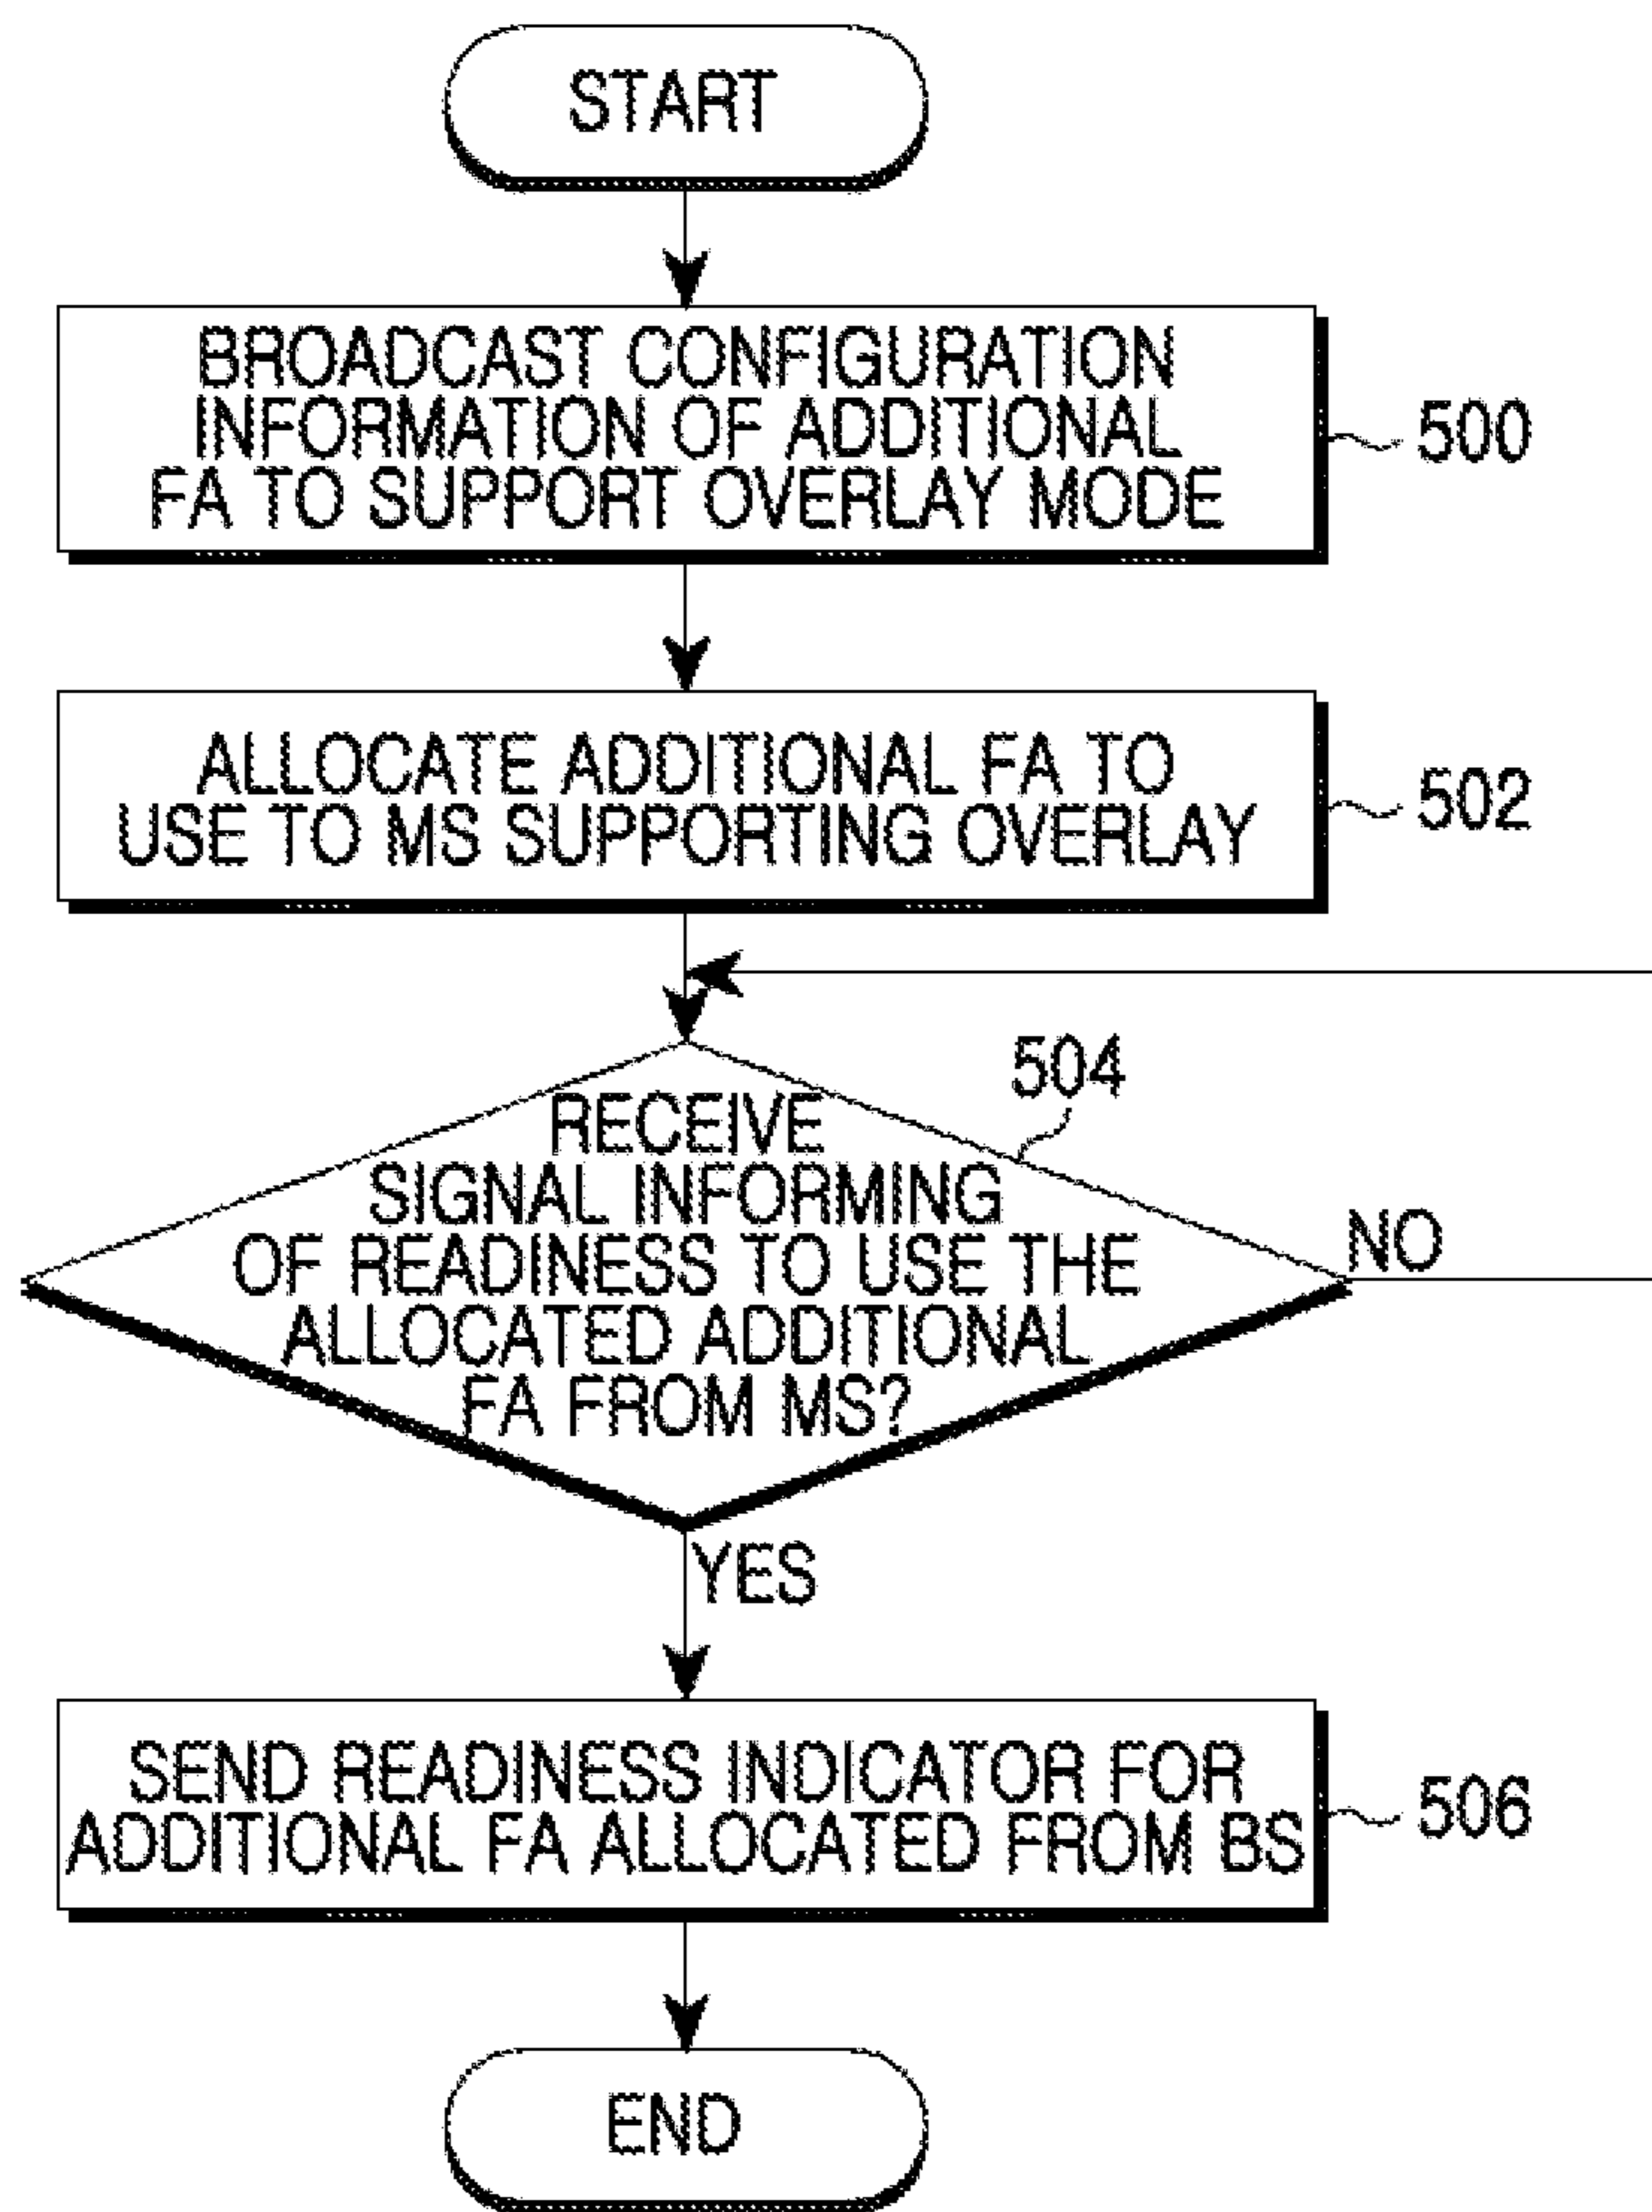 START
BROADCAST CONFIGURATION
INFORMATION OF ADDITIONAL
FA TO SUPPORT OVERLAY MODE
500
ALLOCATE ADDITIONAL FA TO
USE TO MS SUPPORTING OVERLAY
502
504
RECEIVE
SIGNAL INFORMING
OF READINESS TO USE THE
ALLOCATED ADDITIONAL
FA FROM MS?
NO
YES
SEND READINESS INDICATOR FOR
ADDITIONAL FA ALLOCATED FROM BS
506
END